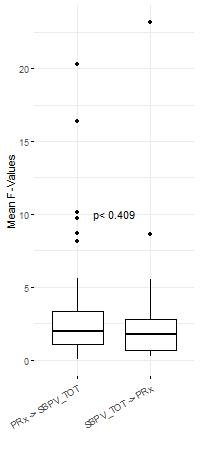 20
15
Mean F-Values
10
p< 0.409
5
0
PRx -> SBPV_TOT
SBPV_TOT -> PRx